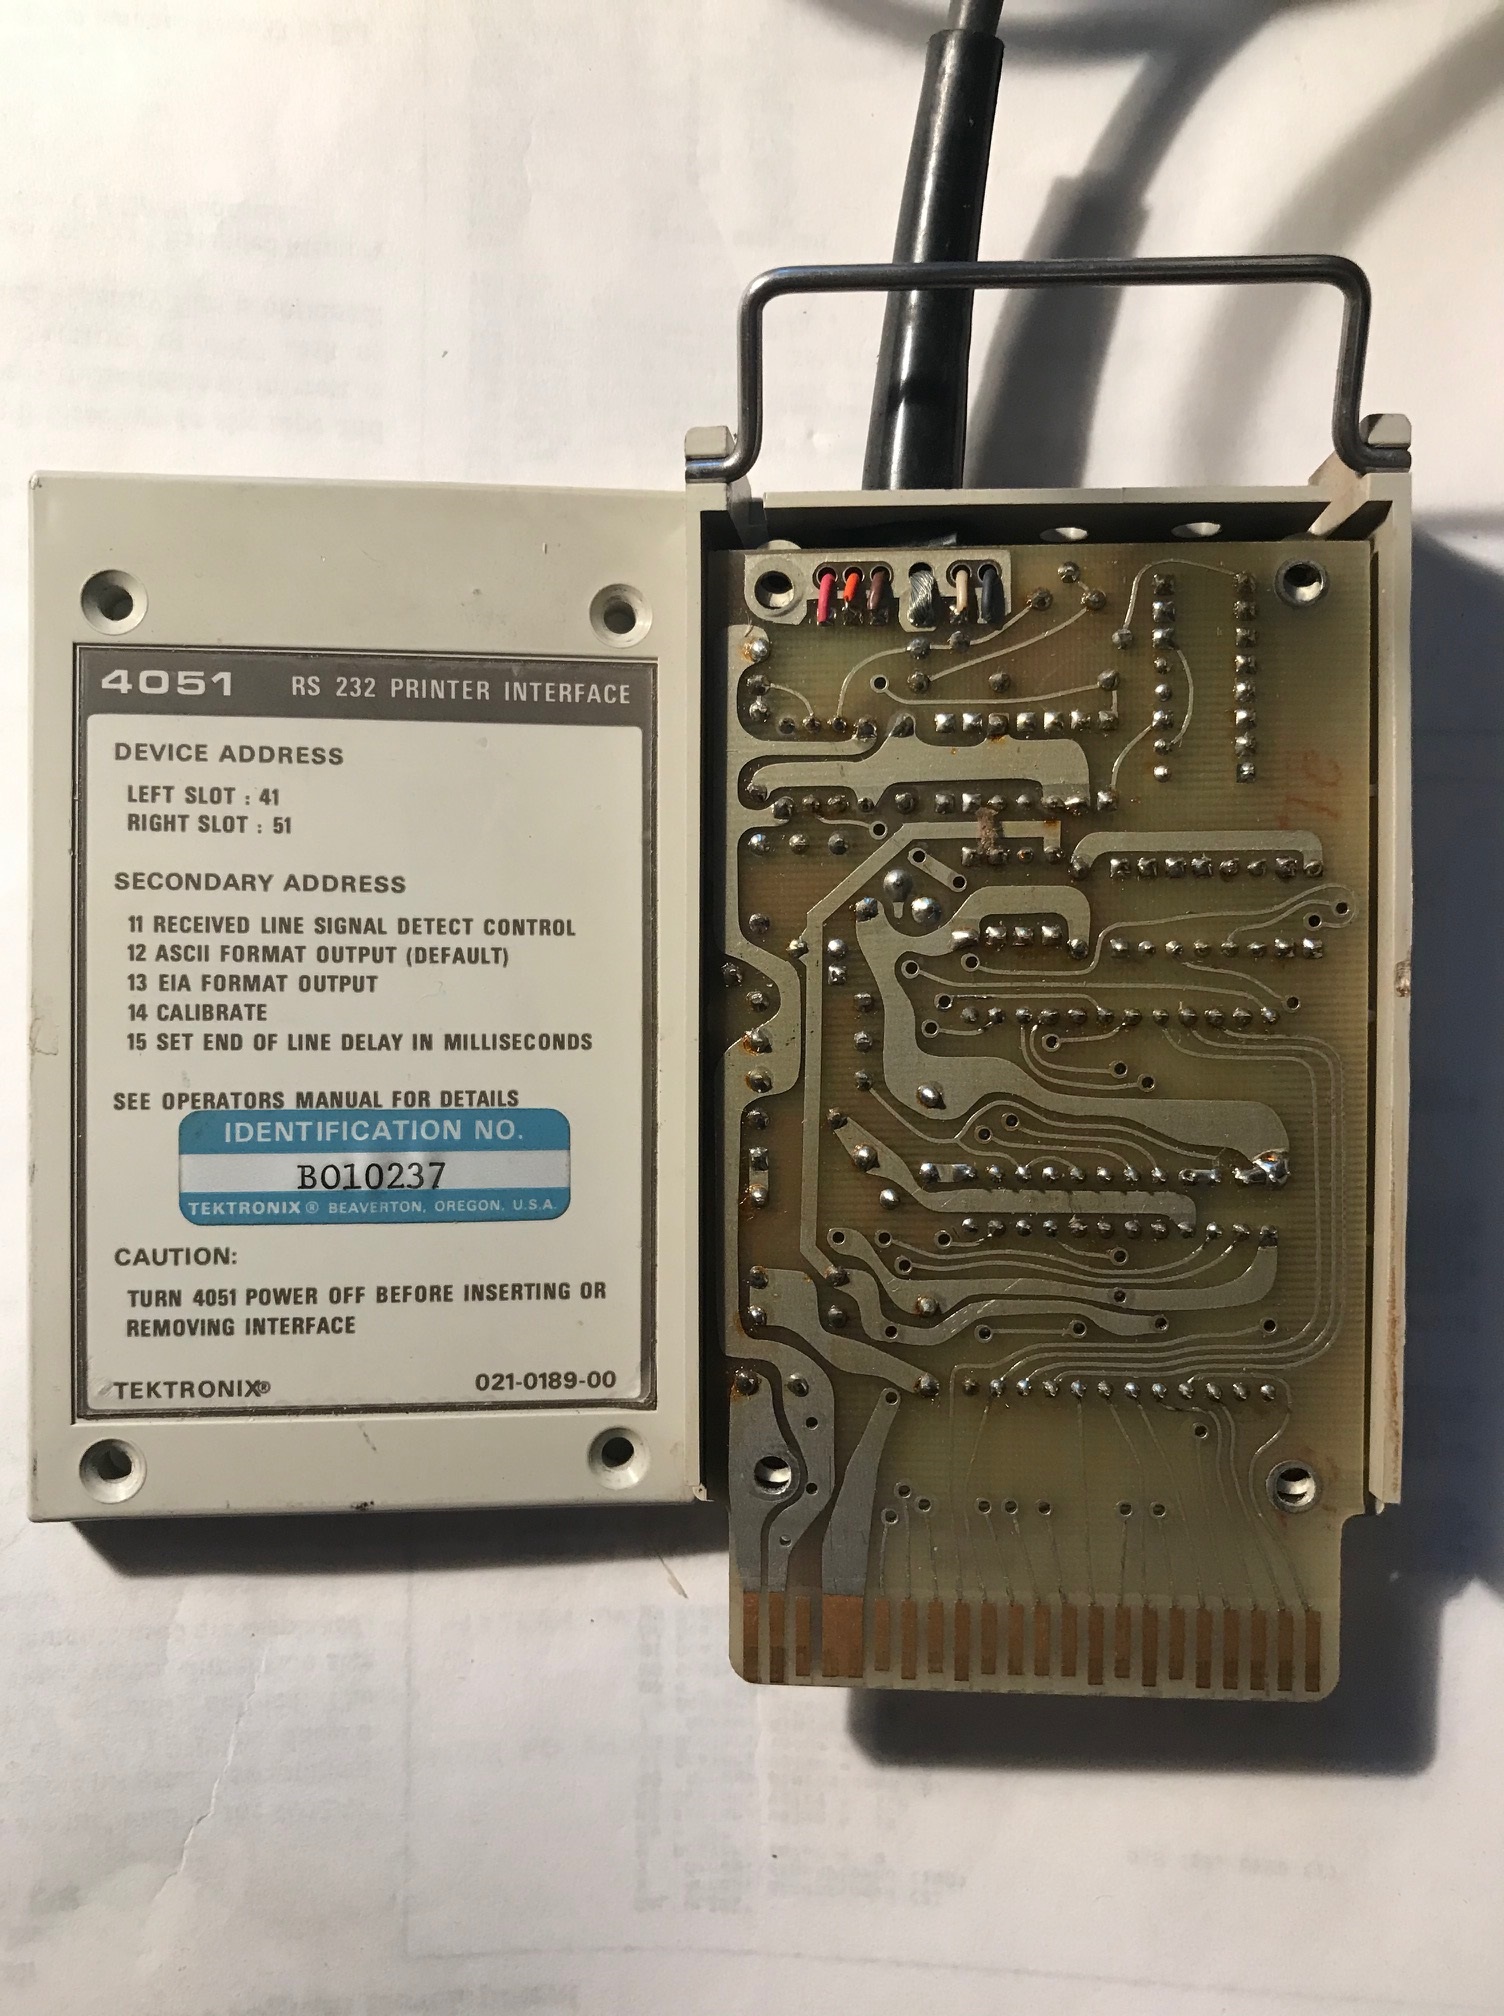 4051 RS 232 PRINTER INTERFACE
DEVICE ADDRESS
LEFT SLOT : 41
RIGHT SLOT : 51
SECONDARY ADDRESS
11 RECEIVED LINE SIGNAL DETECT CONTROL
12 ASCII FORMAT OUTPUT (DEFAULT)
13 EIA FORMAT OUTPUT
14 CALIBRATE
15 SET END OF LINE DELAY IN MILLISECONDS
SEE OPERATORS MANUAL FOR DETAILS
IDENTIFICATION NO.
B010237
TEKTRONIX® BEAVERTON, OREGON, U.S.A.
CAUTION:
TURN 4051 POWER OFF BEFORE INSERTING OR
REMOVING INTERFACE
TEKTRONIX® 021-0189-00